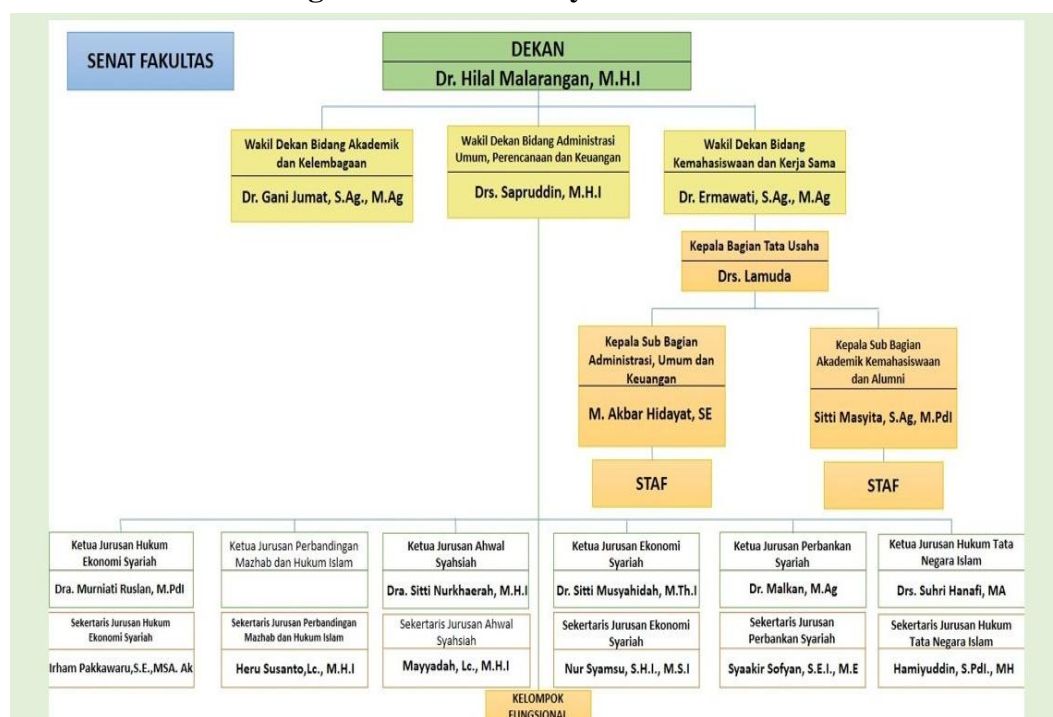 SENAT FAKULTAS
DEKAN
Dr. Hilal Malarangan, M.H.I
Wakil Dekan Bidang Akademik
dan Kelembagaan
Dr. Gani Jumat, S.Ag., M.Ag
Wakil Dekan Bidang Administrasi
Umum, Perencanaan dan Keuangan
Drs. Sapruddin, M.H.I
Wakil Dekan Bidang
Kemahasiswaan dan Kerja Sama
Dr. Ermawati, S.Ag., M.Ag
Kepala Bagian Tata Usaha
Drs. Lamuda
Kepala Sub Bagian
Administrasi, Umum dan
Keuangan
M. Akbar Hidayat, SE
STAF
Kepala Sub Bagian
Akademik Kemahasiswaan
dan Alumni
Sitti Masyita, S.Ag, M.PdI
STAF
Ketua Jurusan Hukum
Ekonomi Syariah
Dra. Murniati Ruslan, M.PdI
Ketua Jurusan Perbandingan
Mazhab dan Hukum Islam
Ketua Jurusan Ahwal
Syahsiah
Dra. Sitti Nurkhaerah, M.H.I
Ketua Jurusan Ekonomi
Syariah
Dr. Sitti Musyahidah, M.Th.I
Ketua Jurusan Perbankan
Syariah
Dr. Malkan, M.Ag
Ketua Jurusan Hukum Tata
Negara Islam
Drs. Suhri Hanafi, MA
Sekertaris Jurusan Hukum
Ekonomi Syariah
Irham Pakkawaru,S.E.,MSA. Ak
Sekertaris Jurusan Perbandingan
Mazhab dan Hukum Islam
Heru Susanto,Lc., M.H.I
Sekertaris Jurusan Ahwal
Syahsiah
Mayyadah, Lc., M.H.I
Sekertaris Jurusan Ekonomi
Syariah
Nur Syamsu, S.H.I., M.S.I
Sekertaris Jurusan
Perbankan Syariah
Syaakir Sofyan, S.E.I., M.E
Sekertaris Jurusan Hukum
Tata Negara Islam
Hamiyuddin, S.PdI., MH
KELOMPOK
FUNGSIONAL